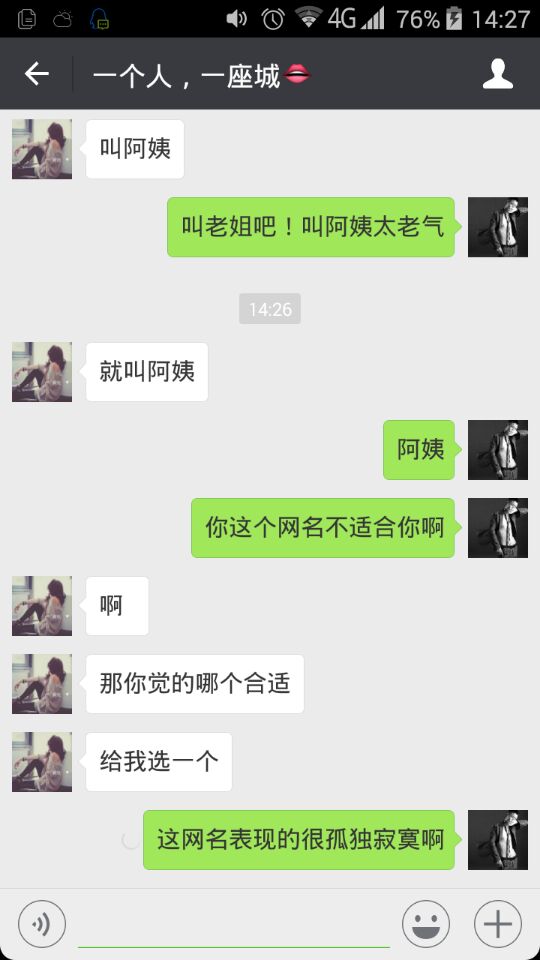 4G 76% 14:27
一个人，一座城
叫阿姨
叫老姐吧！叫阿姨太老气
14:26
就叫阿姨
阿姨
你这个网名不适合你啊
啊
那你觉的哪个合适
给我选一个
这网名表现的很孤独寂寞啊